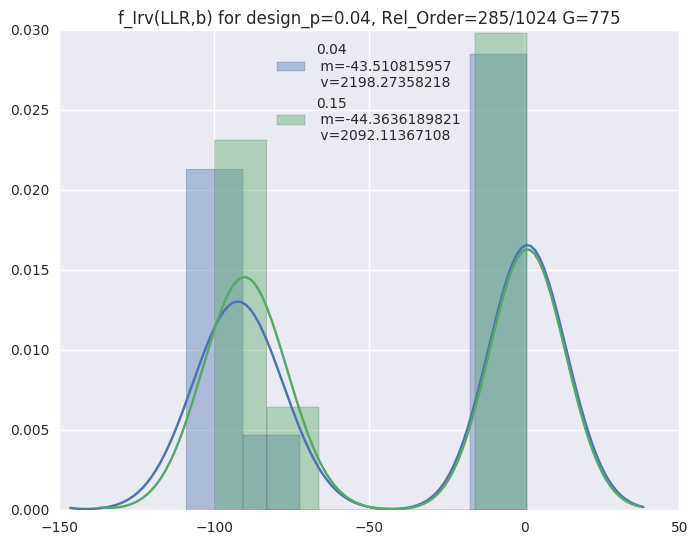 f_Irv(LLR,b) for design_p=0.04, Rel_Order=285/1024 G=775
0.04
m=-43.510815957
v=2198.27358218
0.15
m=-44.3636189821
v=2092.11367108
0.030
0.025
0.020
0.015
0.010
0.005
0.000
−150
−100
−50
0
50